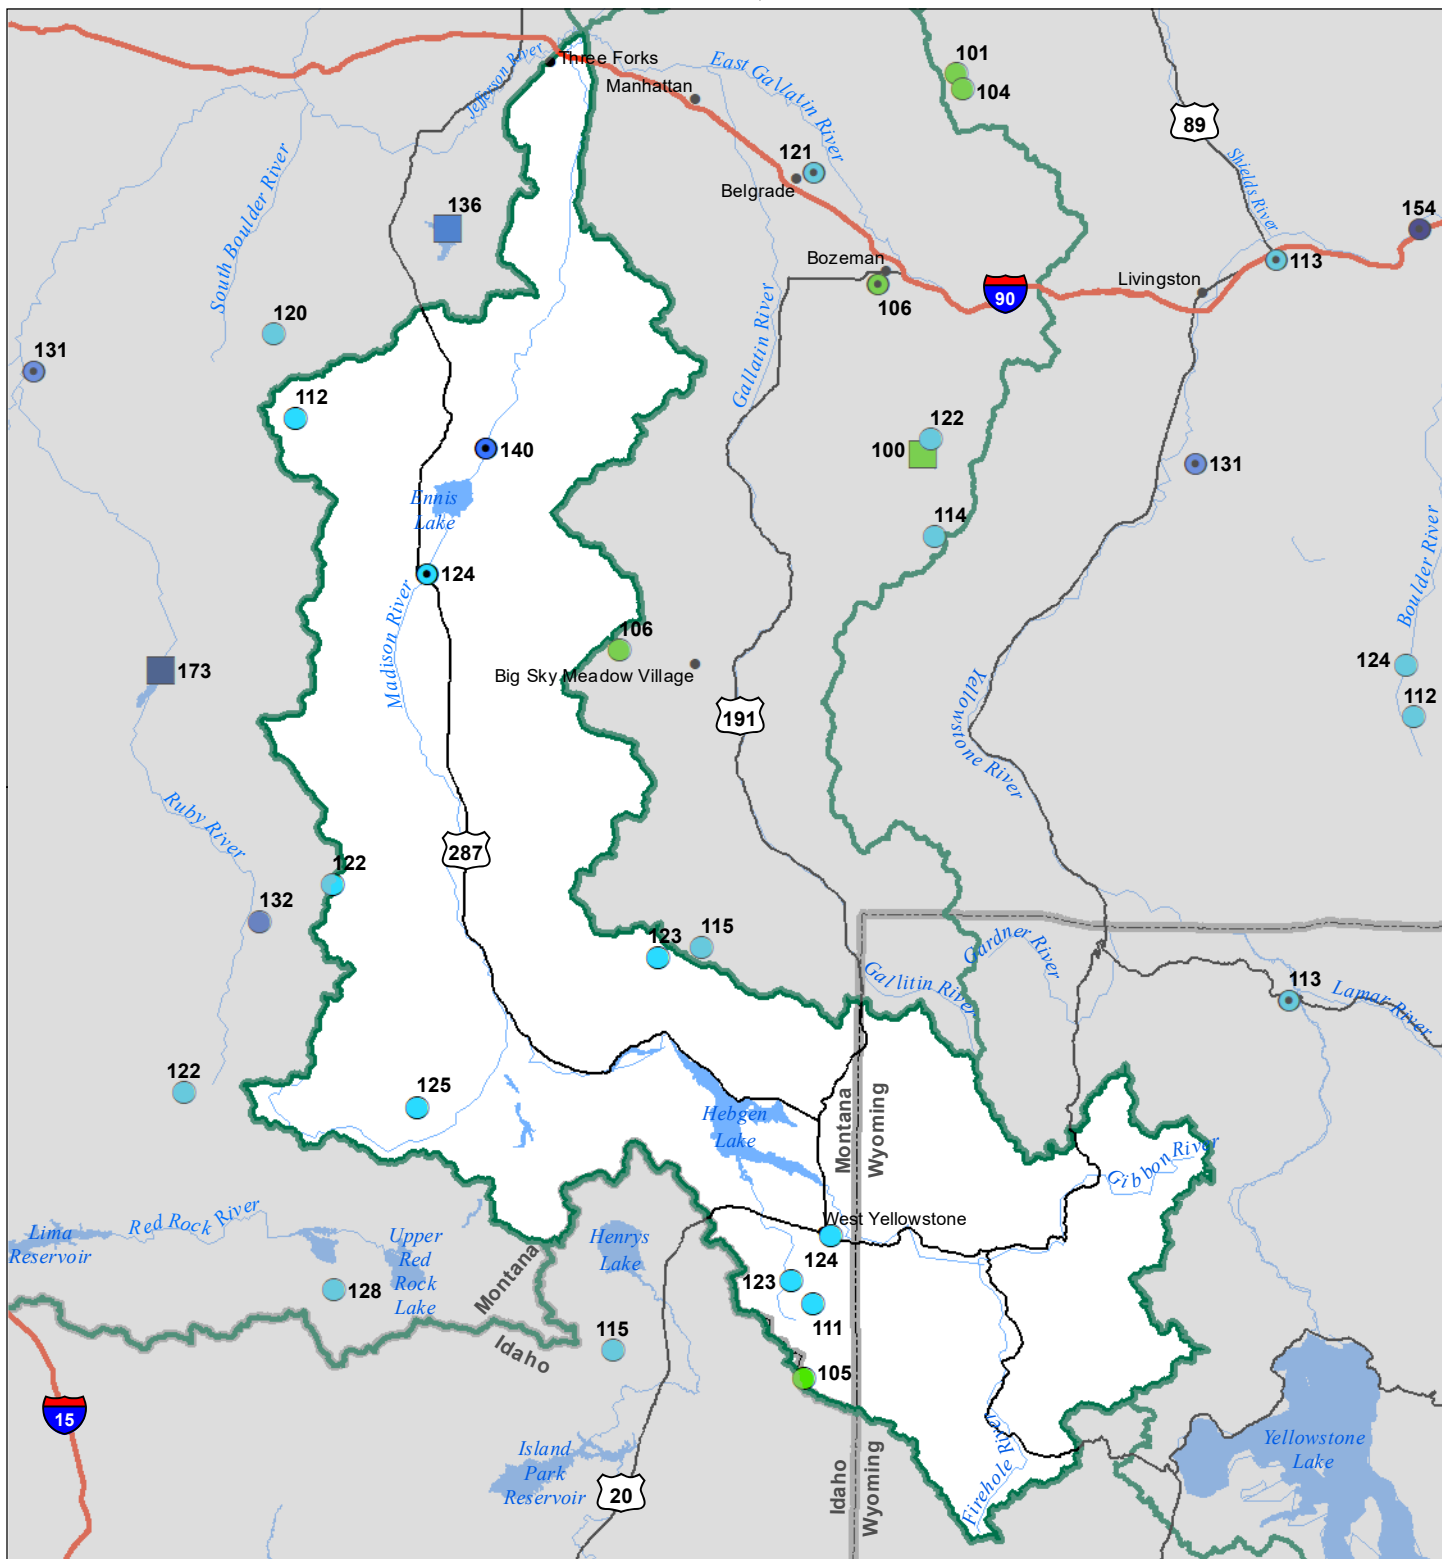 101
104
Three Forks
Jefferson River
Manhattan
East Gallatin River
89
121
Belgrade
Shields River
South Boulder River
136
154
Bozeman
113
Livingston
90
106
Gallatin River
120
131
112
122
100
140
131
Ennis
Lake
114
Boulder River
124
Madison River
106
Big Sky Meadow Village
124
173
112
191
Yellowstone River
Ruby River
287
122
132
123
115
Gardner River
Gallitin River
113
Lamar River
122
125
Hebgen
Lake
Montana
Wyoming
Gibbon River
Red Rock River
Lima
Reservoir
Upper
Red
Rock
Lake
Henrys
Lake
West Yellowstone
124
123
128
Montana
Idaho
111
115
105
15
Island
Park
Reservoir
20
Idaho
Wyoming
Firehole River
Yellowstone
Lake